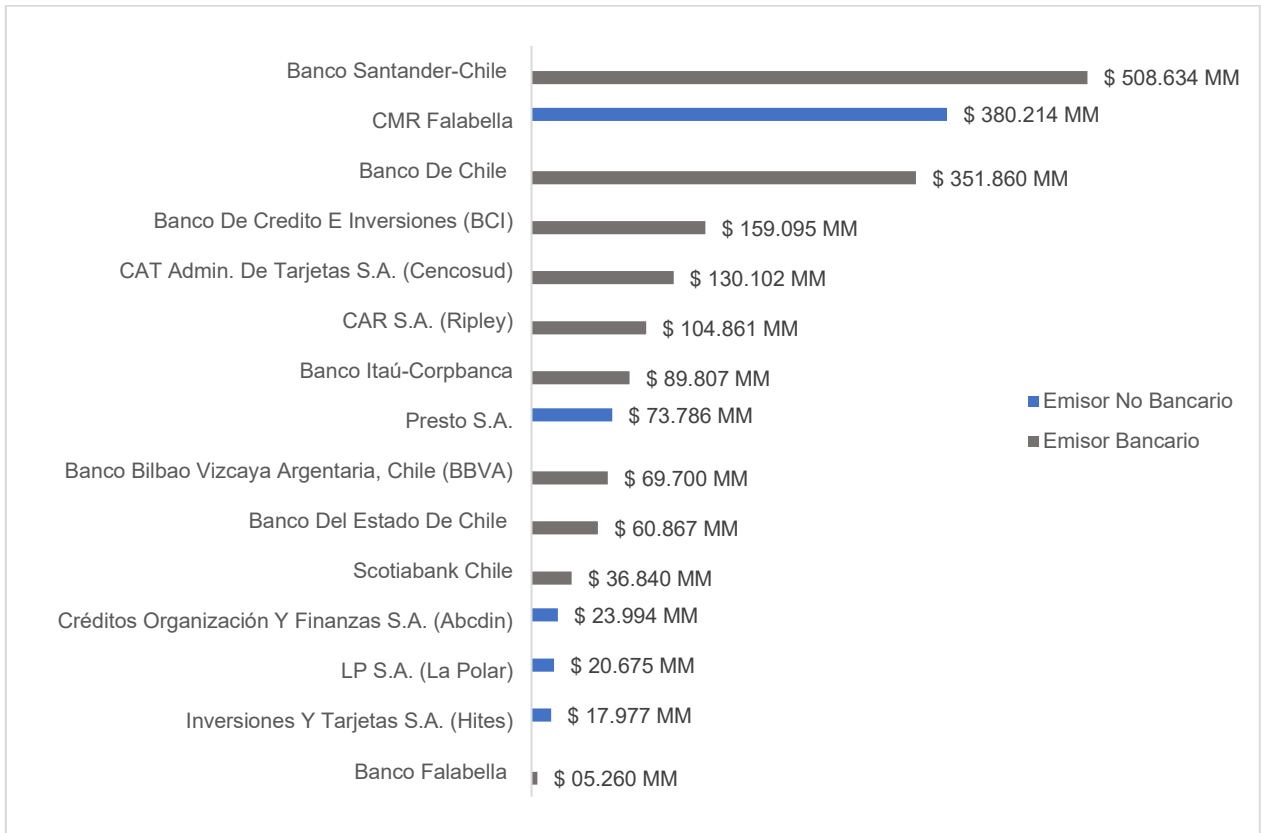 Banco Santander-Chile $ 508.634 MM
CMR Falabella $ 380.214 MM
Banco De Chile $ 351.860 MM
Banco De Credito E Inversiones (BCI) $ 159.095 MM
CAT Admin. De Tarjetas S.A. (Cencosud) $ 130.102 MM
CAR S.A. (Ripley) $ 104.861 MM
Banco Itaú-Corpbanca $ 89.807 MM
Presto S.A. $ 73.786 MM
Banco Bilbao Vizcaya Argentaria, Chile (BBVA) $ 69.700 MM
Banco Del Estado De Chile $ 60.867 MM
Scotiabank Chile $ 36.840 MM
Créditos Organización Y Finanzas S.A. (Abcdin) $ 23.994 MM
LP S.A. (La Polar) $ 20.675 MM
Inversiones Y Tarjetas S.A. (Hites) $ 17.977 MM
Banco Falabella $ 05.260 MM
Emisor No Bancario
Emisor Bancario